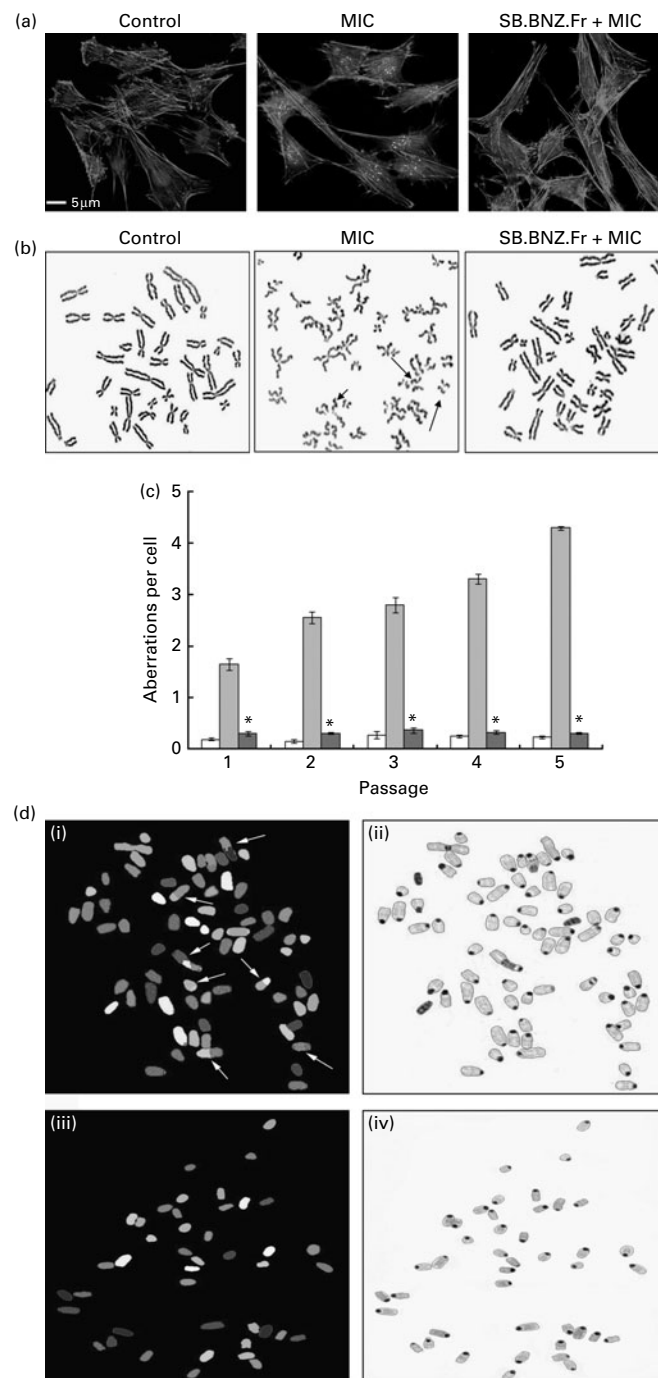 (a) Control MIC SB.BNZ.Fr + MIC
5µm
(b) Control MIC SB.BNZ.Fr + MIC
(c)
5
4
3
2
1
0
Aberrations per cell
* * * * *
1 2 3 4 5
Passage
(d)
(i) (ii)
(iii) (iv)